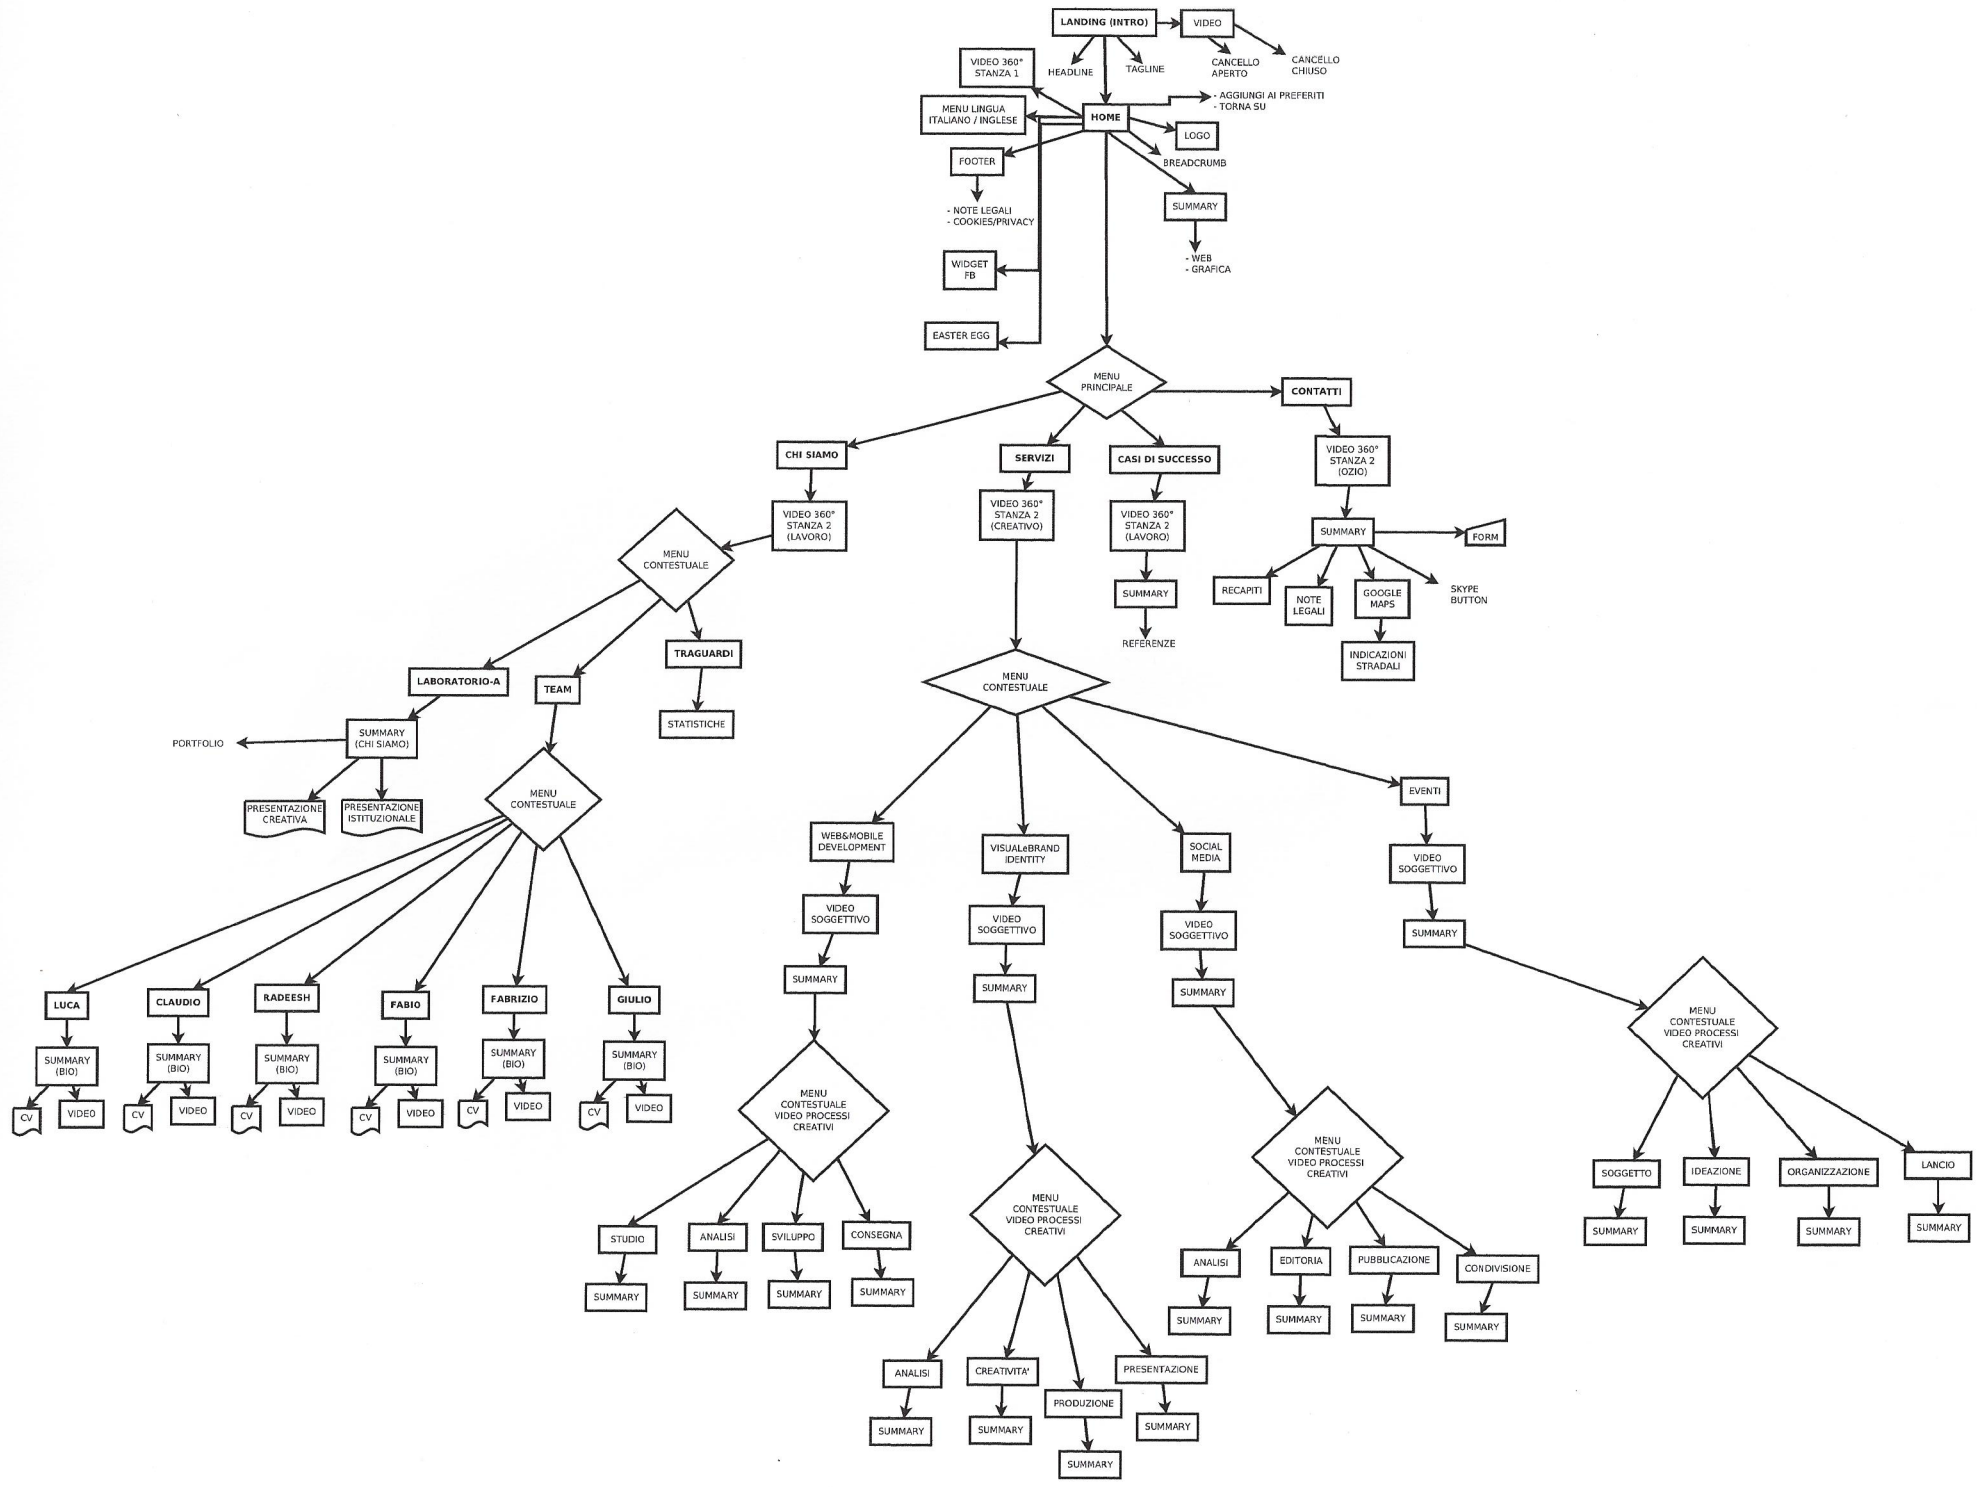 LANDING (INTRO)
VIDEO
HEADLINE
TAGLINE
CANCELLO
APERTO
CANCELLO
CHIUSO
VIDEO 360°
STANZA 1
MENU LINGUA
ITALIANO / INGLESE
HOME
- AGGIUNGI AI PREFERITI
- TORNA SU
LOGO
BREADCRUMB
FOOTER
- NOTE LEGALI
- COOKIES/PRIVACY
SUMMARY
- WEB
- GRAFICA
WIDGET
FB
EASTER EGG
MENU
PRINCIPALE
CHI SIAMO
SERVIZI
CASI DI SUCCESSO
CONTATTI
VIDEO 360°
STANZA 2
(LAVORO)
VIDEO 360°
STANZA 2
(CREATIVO)
VIDEO 360°
STANZA 2
(LAVORO)
VIDEO 360°
STANZA 2
(OZIO)
SUMMARY
REFERENZE
SUMMARY
FORM
RECAPITI
NOTE
LEGALI
GOOGLE
MAPS
SKYPE
BUTTON
INDICAZIONI
STRADALI
MENU
CONTESTUALE
LABORATORIO-A
TEAM
TRAGUARDI
STATISTICHE
SUMMARY
(CHI SIAMO)
PORTFOLIO
PRESENTAZIONE
CREATIVA
PRESENTAZIONE
ISTITUZIONALE
MENU
CONTESTUALE
LUCA
CLAUDIO
RADEESH
FABIO
FABRIZIO
GIULIO
SUMMARY
(BIO)
SUMMARY
(BIO)
SUMMARY
(BIO)
SUMMARY
(BIO)
SUMMARY
(BIO)
SUMMARY
(BIO)
CV
VIDEO
CV
VIDEO
CV
VIDEO
CV
VIDEO
CV
VIDEO
CV
VIDEO
MENU
CONTESTUALE
WEB&MOBILE
DEVELOPMENT
VIDEO
SOGGETTIVO
SUMMARY
MENU
CONTESTUALE
VIDEO PROCESSI
CREATIVI
STUDIO
ANALISI
SVILUPPO
CONSEGNA
SUMMARY
SUMMARY
SUMMARY
SUMMARY
VISUALeBRAND
IDENTITY
VIDEO
SOGGETTIVO
SUMMARY
MENU
CONTESTUALE
VIDEO PROCESSI
CREATIVI
ANALISI
CREATIVITA'
PRODUZIONE
PRESENTAZIONE
SUMMARY
SUMMARY
SUMMARY
SUMMARY
SOCIAL
MEDIA
VIDEO
SOGGETTIVO
SUMMARY
MENU
CONTESTUALE
VIDEO PROCESSI
CREATIVI
ANALISI
EDITORIA
PUBBLICAZIONE
CONDIVISIONE
SUMMARY
SUMMARY
SUMMARY
SUMMARY
EVENTI
VIDEO
SOGGETTIVO
SUMMARY
MENU
CONTESTUALE
VIDEO PROCESSI
CREATIVI
SOGGETTO
IDEAZIONE
ORGANIZZAZIONE
LANCIO
SUMMARY
SUMMARY
SUMMARY
SUMMARY